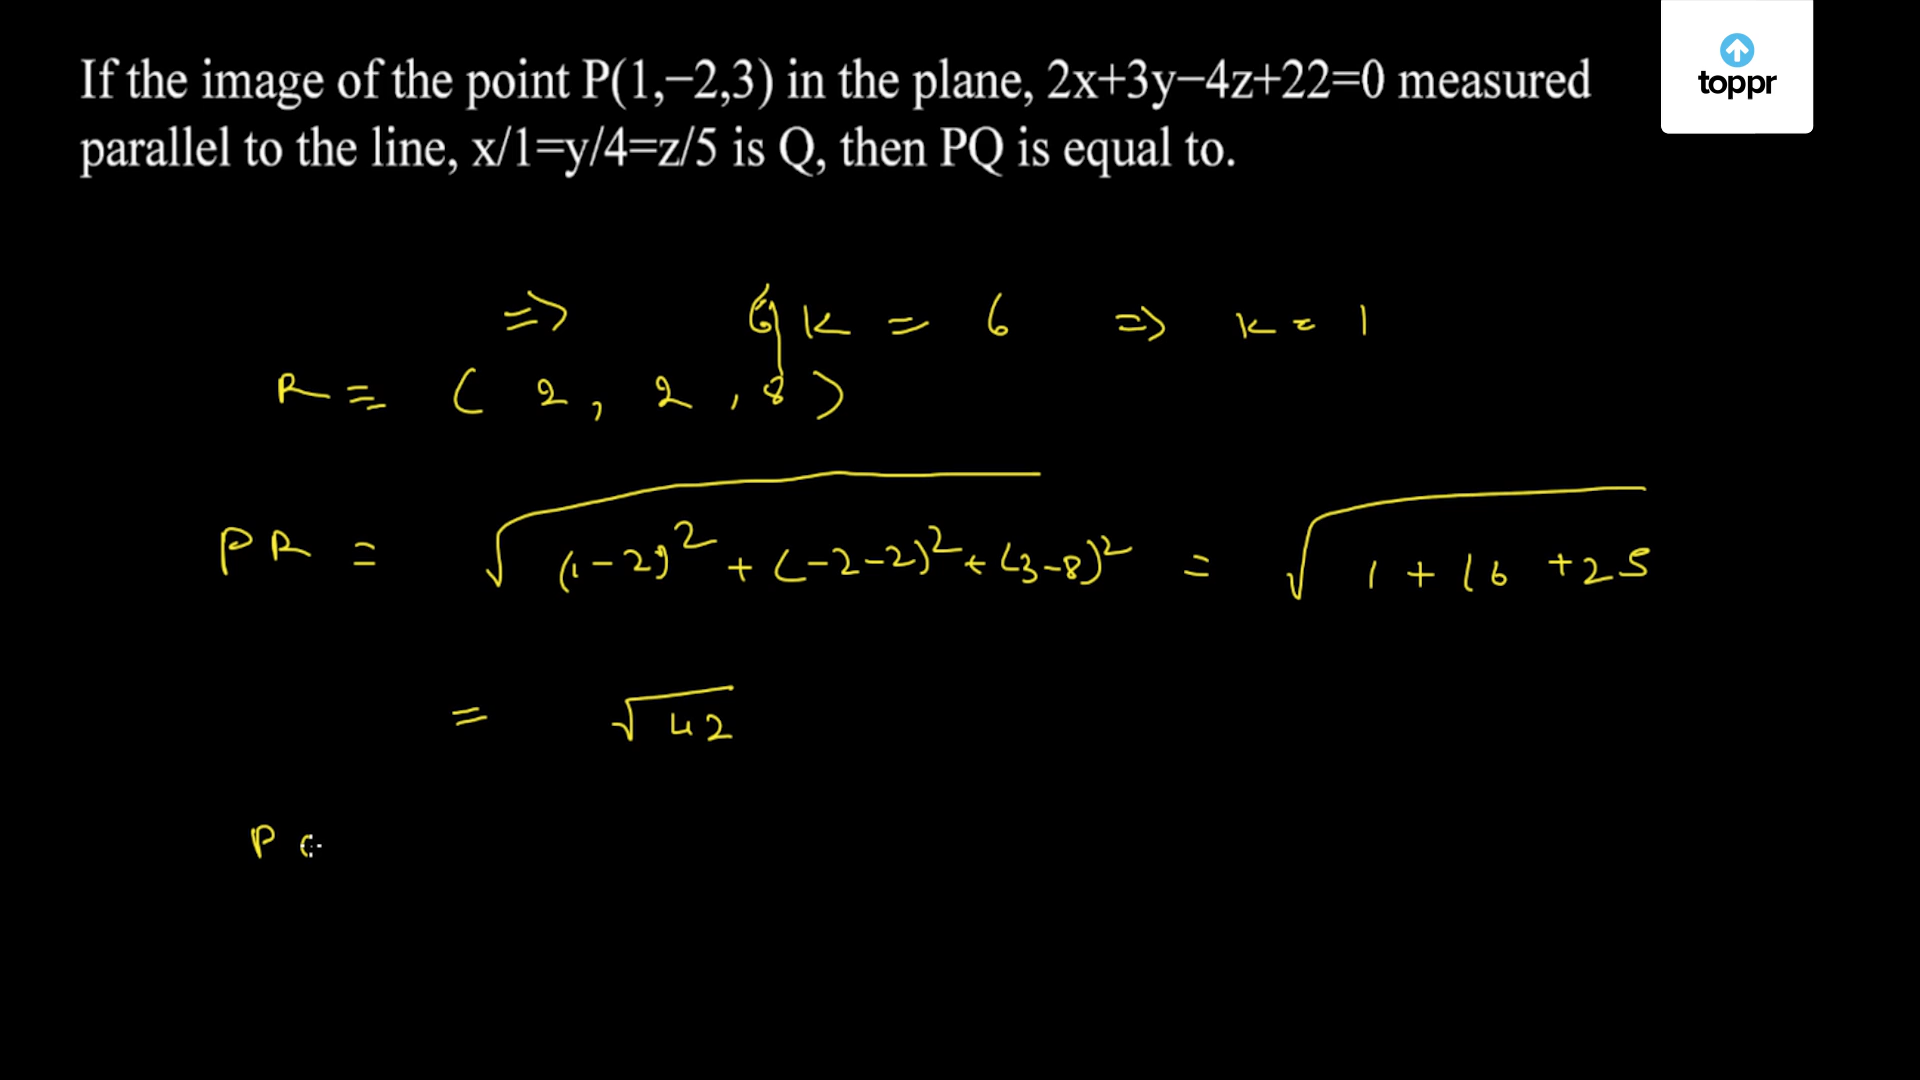 If the image of the point P(1,−2,3) in the plane, 2x+3y−4z+22=0 measured
parallel to the line, x/1=y/4=z/5 is Q, then PQ is equal to.
toppr
=> 6k = 6 => k = 1
R ≡ ( 2, 2, 8 )
PR = √(1-2)² + (-2-2)² + (3-8)² = √1 + 16 + 25
= √42
P